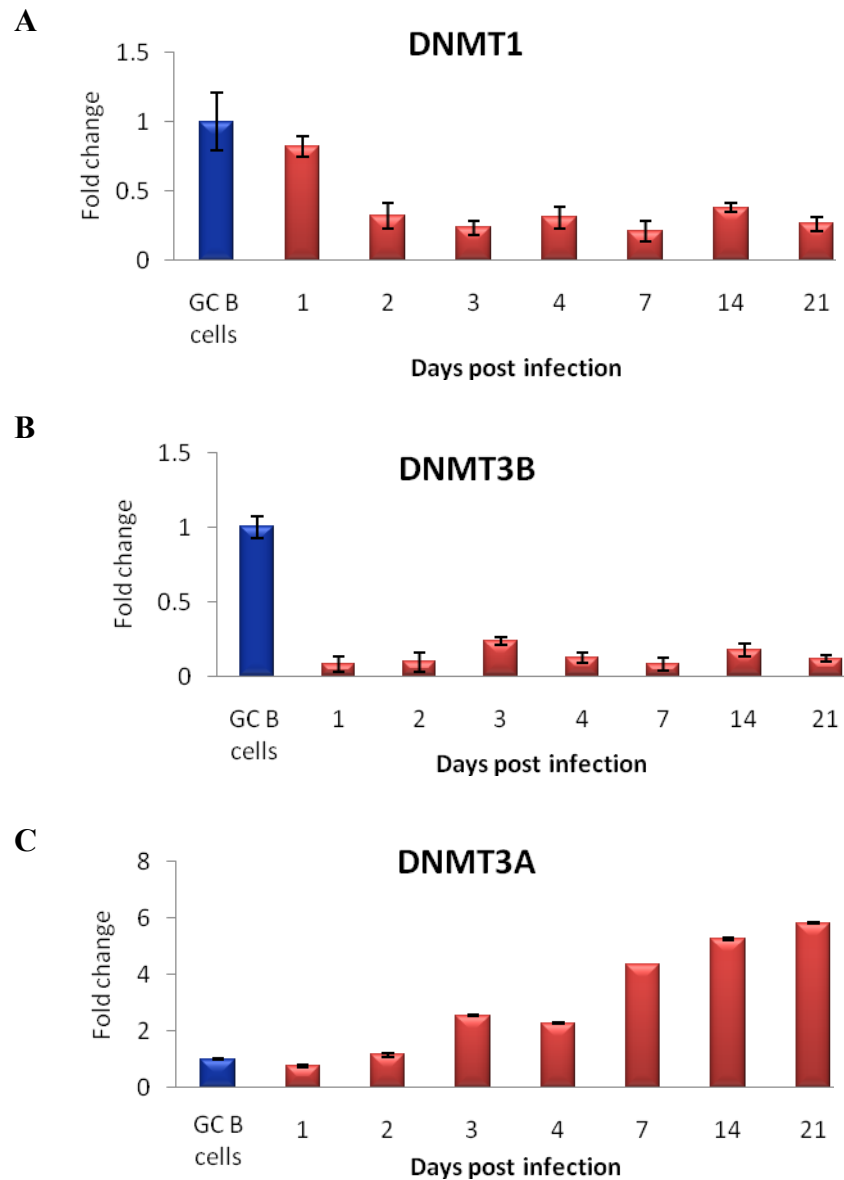 A
DNMT1
Fold change
1.5
1
0.5
0
GC B
cells
1 2 3 4 7 14 21
Days post infection
B
DNMT3B
Fold change
1.5
1
0.5
0
GC B
cells
1 2 3 4 7 14 21
Days post infection
C
DNMT3A
Fold change
8
6
4
2
0
GC B
cells
1 2 3 4 7 14 21
Days post infection